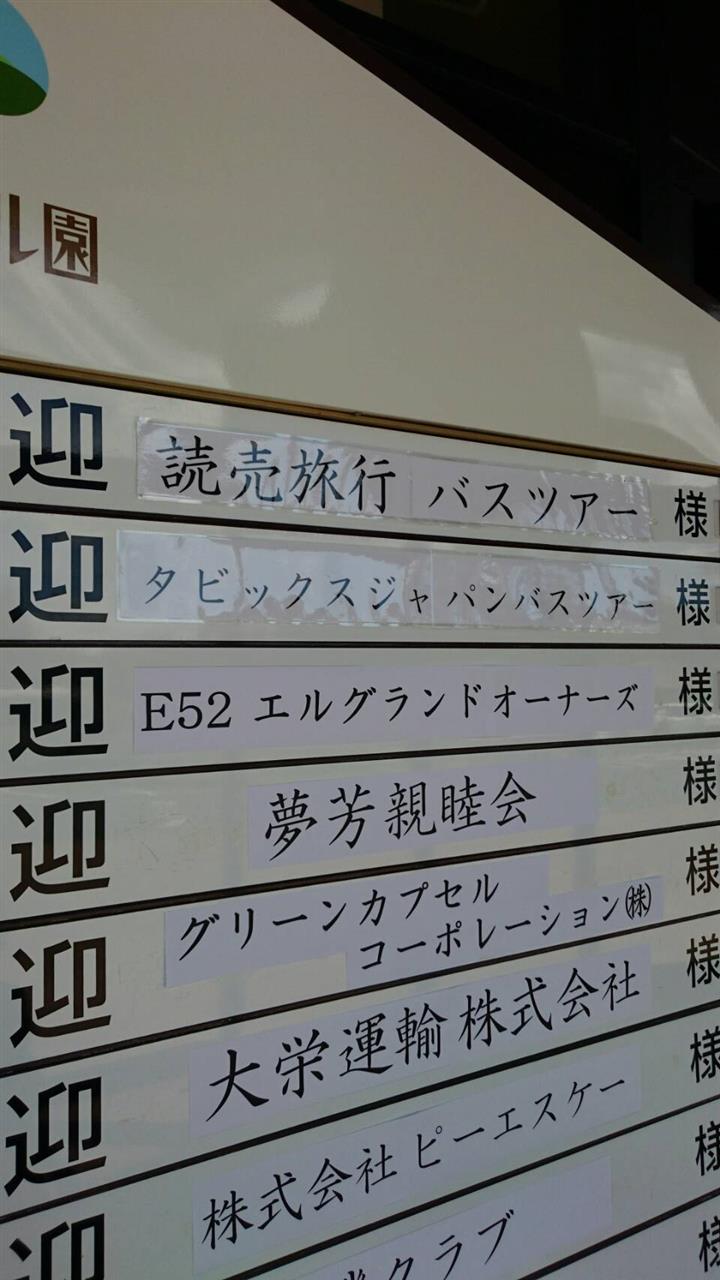 ル園
迎 読売旅行 バスツアー 様
迎 タビックスジャパンバスツアー 様
迎 E52 エルグランドオーナーズ 様
迎 夢芳親睦会 様
迎 グリーンカプセル
コーポレーション㈱ 様
迎 大栄運輸株式会社 様
迎 株式会社ピーエスケー 様
迎 クラブ 様